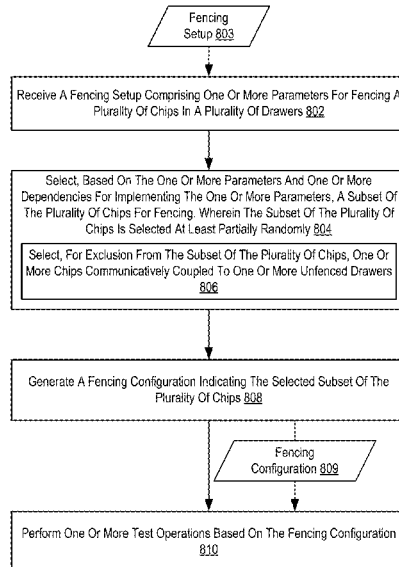 Fencing
Setup 803
Receive A Fencing Setup Comprising One Or More Parameters For Fencing A
Plurality Of Chips In A Plurality Of Drawers 802
Select, Based On The One Or More Parameters And One Or More
Dependencies For Implementing The One Or More Parameters, A Subset Of
The Plurality Of Chips For Fencing. Wherein The Subset Of The Plurality Of
Chips Is Selected At Least Partially Randomly 804
Select, For Exclusion From The Subset Of The Plurality Of Chips, One Or
More Chips Communicatively Coupled To One Or More Unfenced Drawers
806
Generate A Fencing Configuration Indicating The Selected Subset Of The
Plurality Of Chips 808
Fencing
Configuration 809
Perform One Or More Test Operations Based On The Fencing Configuration
810